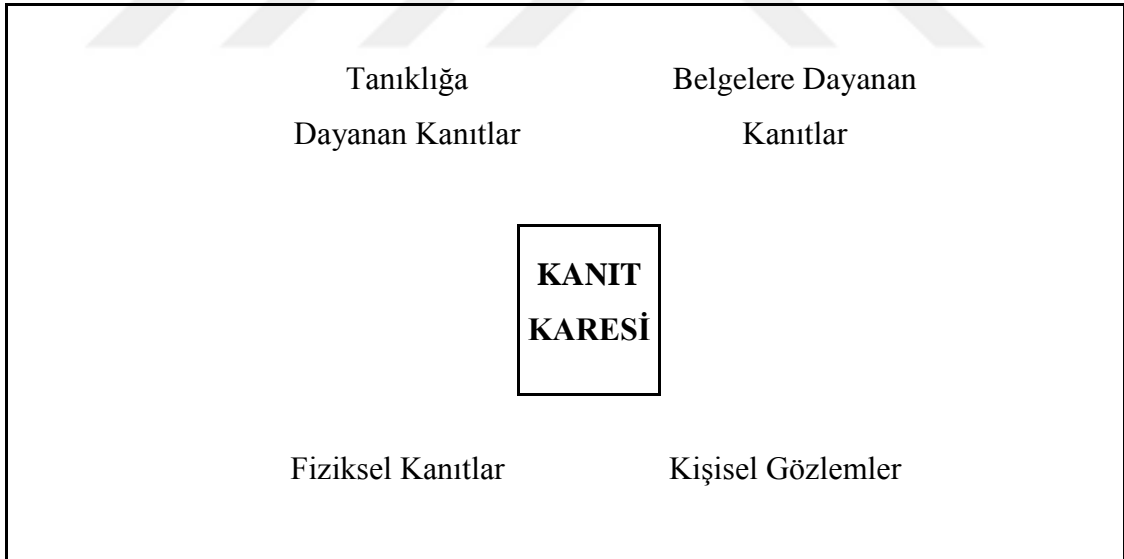 Tanıklığa
Dayanan Kanıtlar
Belgelere Dayanan
Kanıtlar
KANIT
KARESİ
Fiziksel Kanıtlar
Kişisel Gözlemler